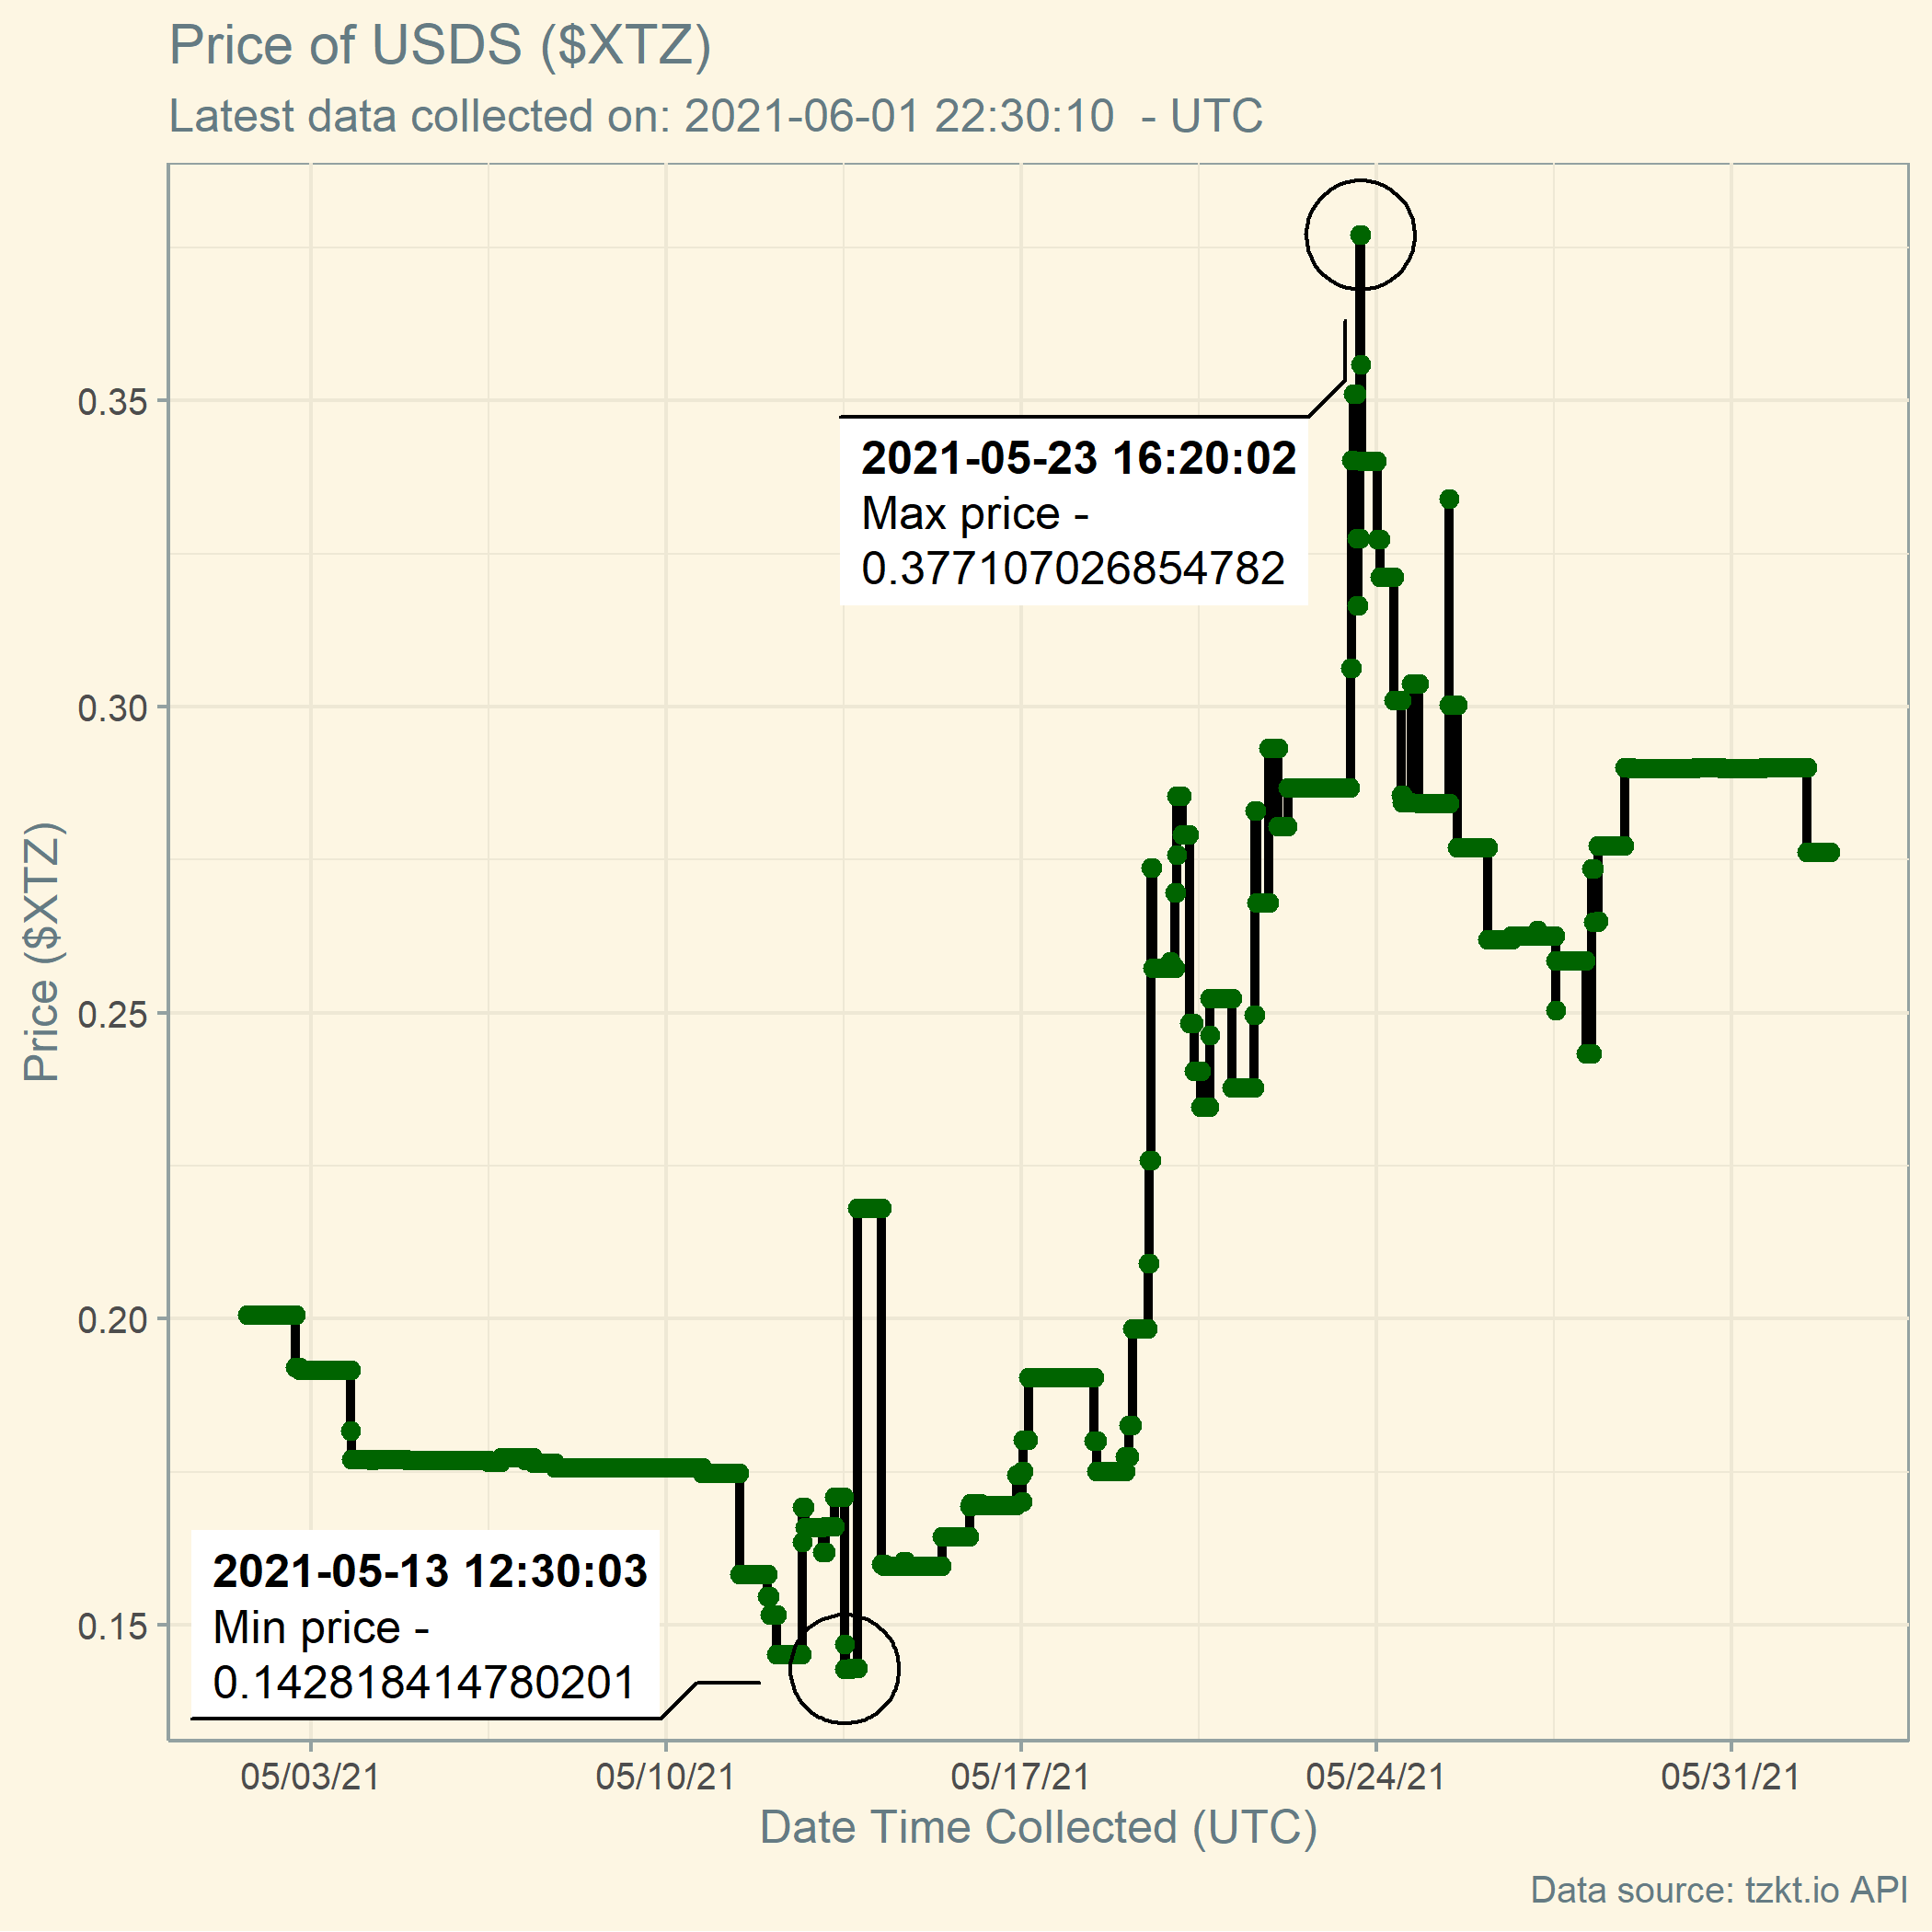 Price of USDS ($XTZ)
Latest data collected on: 2021-06-01 22:30:10  - UTC
0.35
2021-05-23 16:20:02
Max price -
0.377107026854782
0.30
Price ($XTZ)
0.25
0.20
2021-05-13 12:30:03
Min price -
0.142818414780201
0.15
05/03/21 05/10/21 05/17/21 05/24/21 05/31/21
Date Time Collected (UTC)
Data source: tzkt.io API